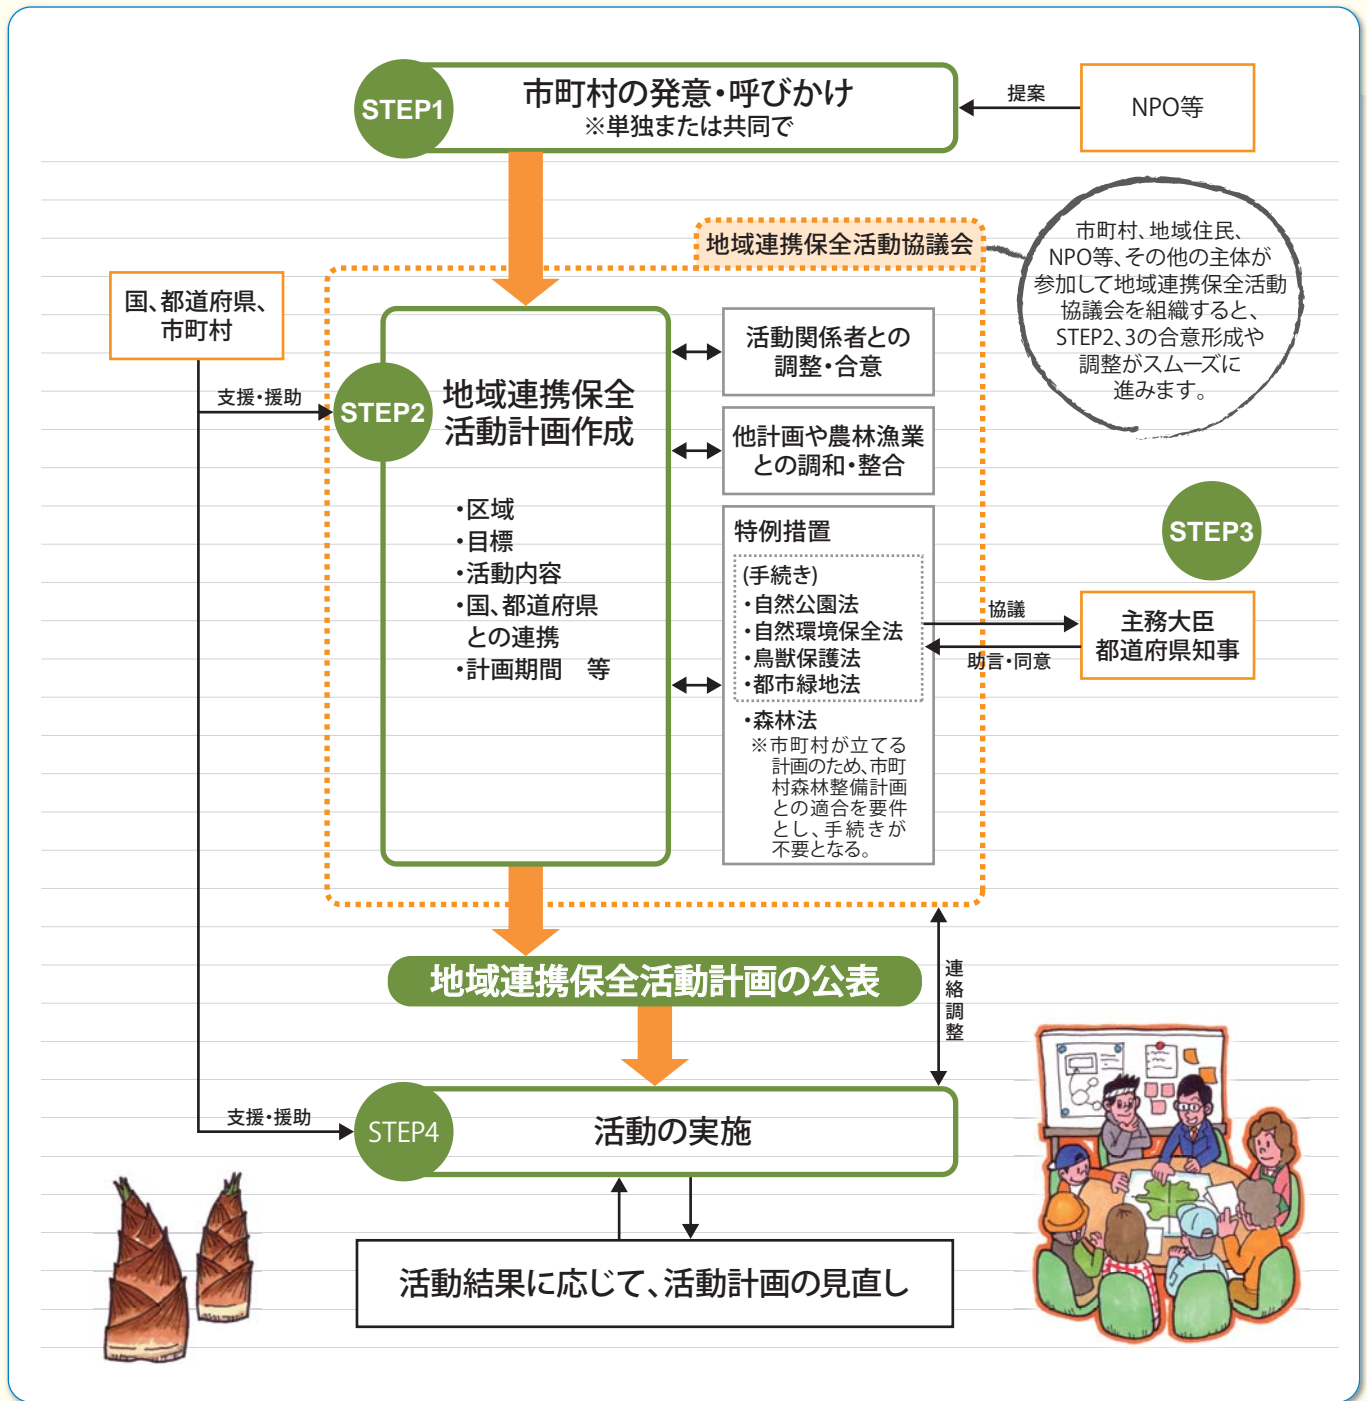 STEP1
市町村の発意・呼びかけ
※単独または共同で
提案
NPO等
地域連携保全活動協議会
市町村、地域住民、
NPO等、その他の主体が
参加して地域連携保全活動
協議会を組織すると、
STEP2、3の合意形成や
調整がスムーズに
進みます。
国、都道府県、
市町村
支援・援助
STEP2
地域連携保全
活動計画作成
・区域
・目標
・活動内容
・国、都道府県
との連携
・計画期間　等
活動関係者との
調整・合意
他計画や農林漁業
との調和・整合
特例措置
(手続き)
・自然公園法
・自然環境保全法
・鳥獣保護法
・都市緑地法
・森林法
※市町村が立てる
計画のため、市町
村森林整備計画
との適合を要件
とし、手続きが
不要となる。
STEP3
協議
助言・同意
主務大臣
都道府県知事
地域連携保全活動計画の公表
連絡調整
支援・援助
STEP4
活動の実施
活動結果に応じて、活動計画の見直し